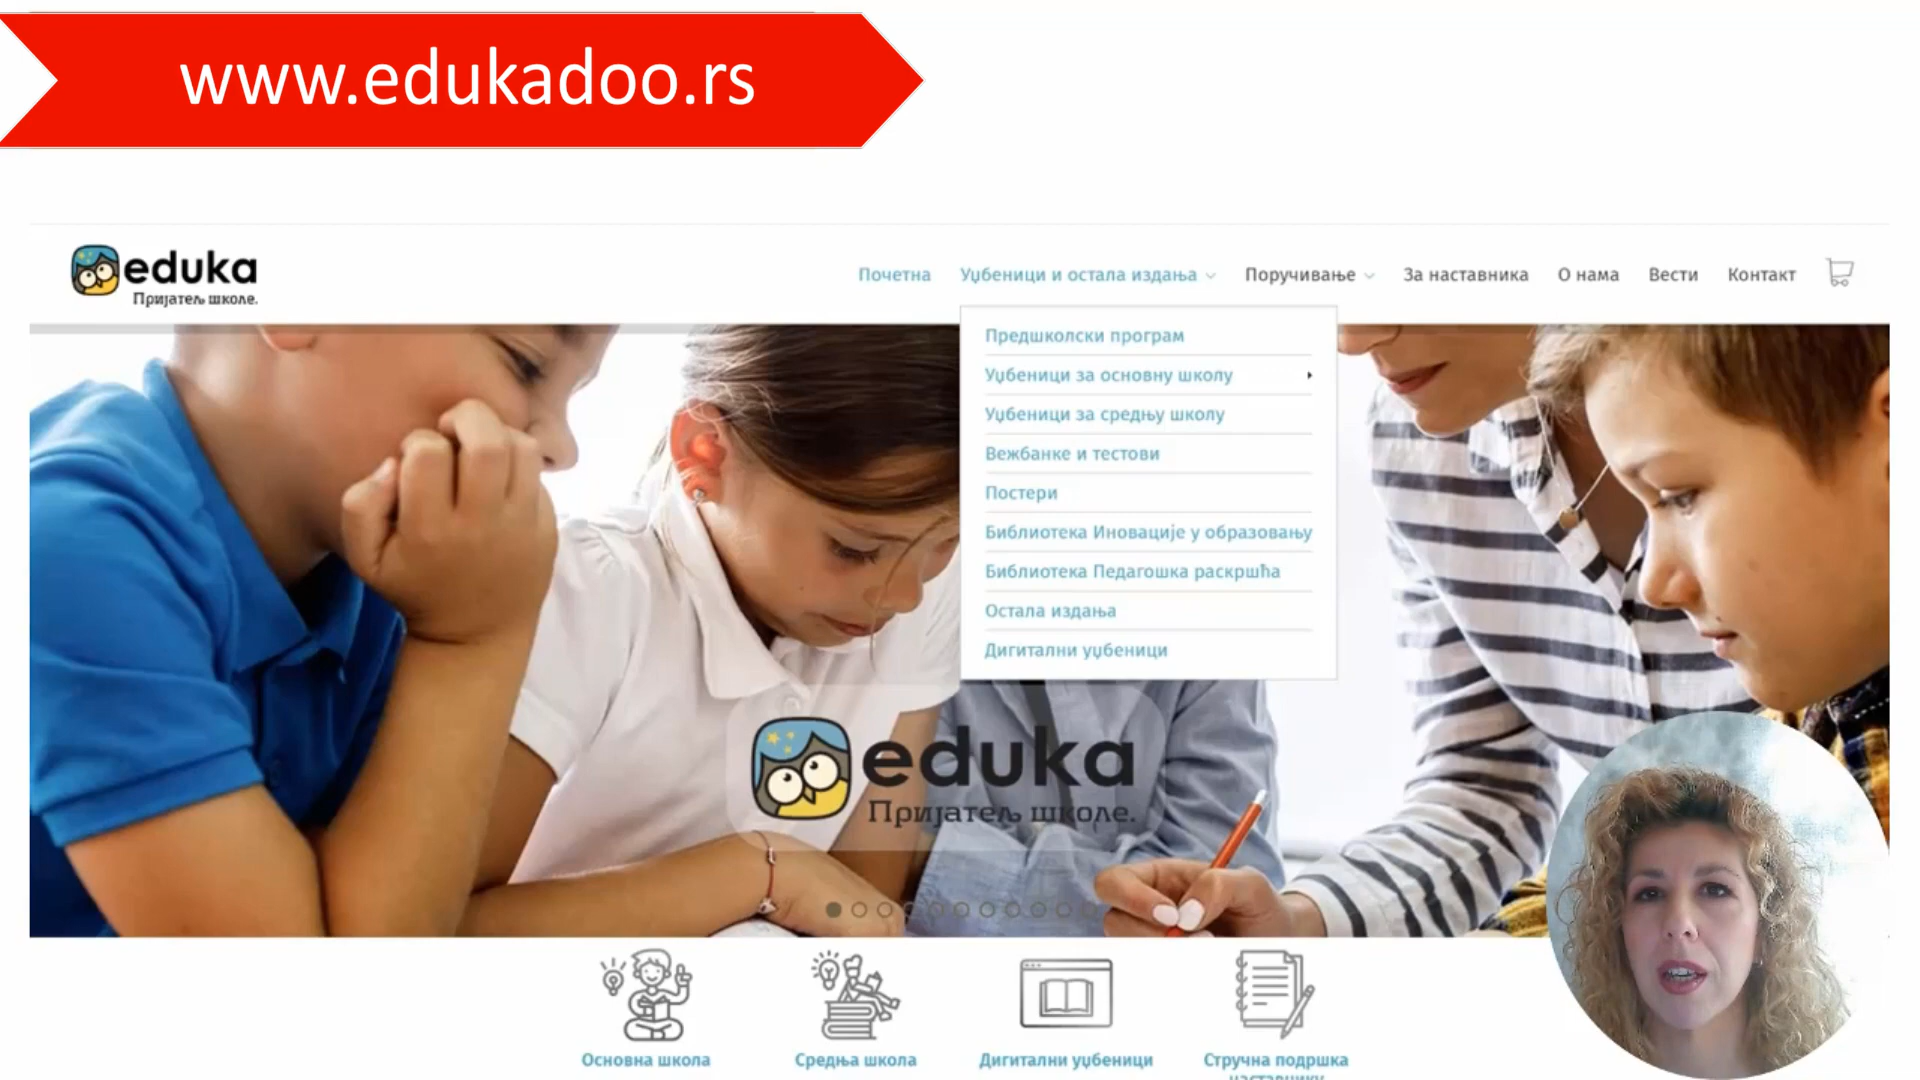 www.edukadoo.rs
eduka
Пријатељ школе.
Почетна Уџбеници и остала издања Поручивање За наставника О нама Вести Контакт
Предшколски програм
Уџбеници за основну школу
Уџбеници за средњу школу
Вежбанке и тестови
Постери
Библиотека Иновације у образовању
Библиотека Педагошка раскршћа
Остала издања
Дигитални уџбеници
eduka
Пријатељ школе.
Основна школа Средња школа Дигитални уџбеници Стручна подршка
наставнику